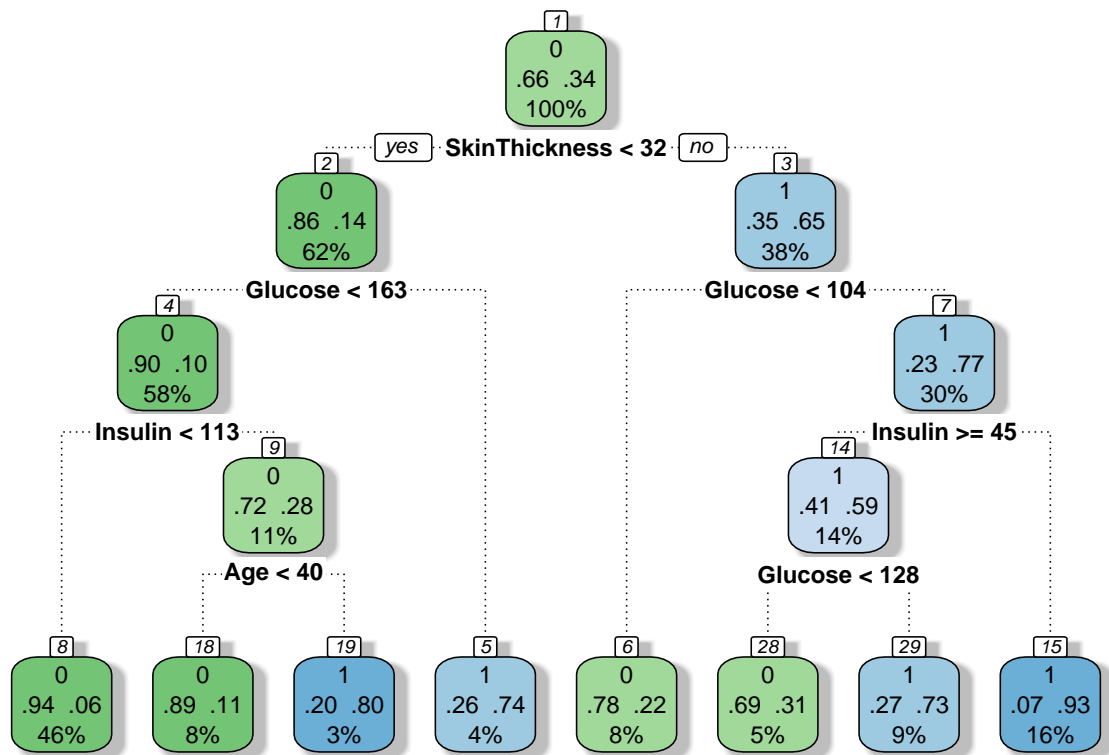 1
0
.66 .34
100%
yes SkinThickness < 32 no
2 3
0 1
.86 .14 .35 .65
62% 38%
Glucose < 163 Glucose < 104
4 7
0 1
.90 .10 .23 .77
58% 30%
Insulin < 113 Insulin >= 45
9 14
0 1
.72 .28 .41 .59
11% 14%
Age < 40 Glucose < 128
8 18 19 5 6 28 29 15
0 0 1 1 0 0 1 1
.94 .06 .89 .11 .20 .80 .26 .74 .78 .22 .69 .31 .27 .73 .07 .93
46% 8% 3% 4% 8% 5% 9% 16%